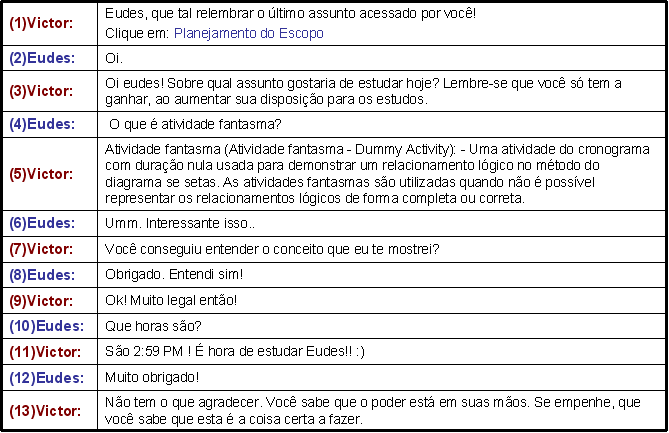 (1)Victor: Eudes, que tal relembrar o último assunto acessado por você!
Clique em: Planejamento do Escopo
(2)Eudes: Oi.
(3)Victor: Oi eudes! Sobre qual assunto gostaria de estudar hoje? Lembre-se que você só tem a
ganhar, ao aumentar sua disposição para os estudos.
(4)Eudes: O que é atividade fantasma?
(5)Victor: Atividade fantasma (Atividade fantasma - Dummy Activity): - Uma atividade do cronograma
com duração nula usada para demonstrar um relacionamento lógico no método do
diagrama se setas. As atividades fantasmas são utilizadas quando não é possível
representar os relacionamentos lógicos de forma completa ou correta.
(6)Eudes: Umm. Interessante isso..
(7)Victor: Você conseguiu entender o conceito que eu te mostrei?
(8)Eudes: Obrigado. Entendi sim!
(9)Victor: Ok! Muito legal então!
(10)Eudes: Que horas são?
(11)Victor: São 2:59 PM ! É hora de estudar Eudes!! :)
(12)Eudes: Muito obrigado!
(13)Victor: Não tem o que agradecer. Você sabe que o poder está em suas mãos. Se empenhe, que
você sabe que esta é a coisa certa a fazer.